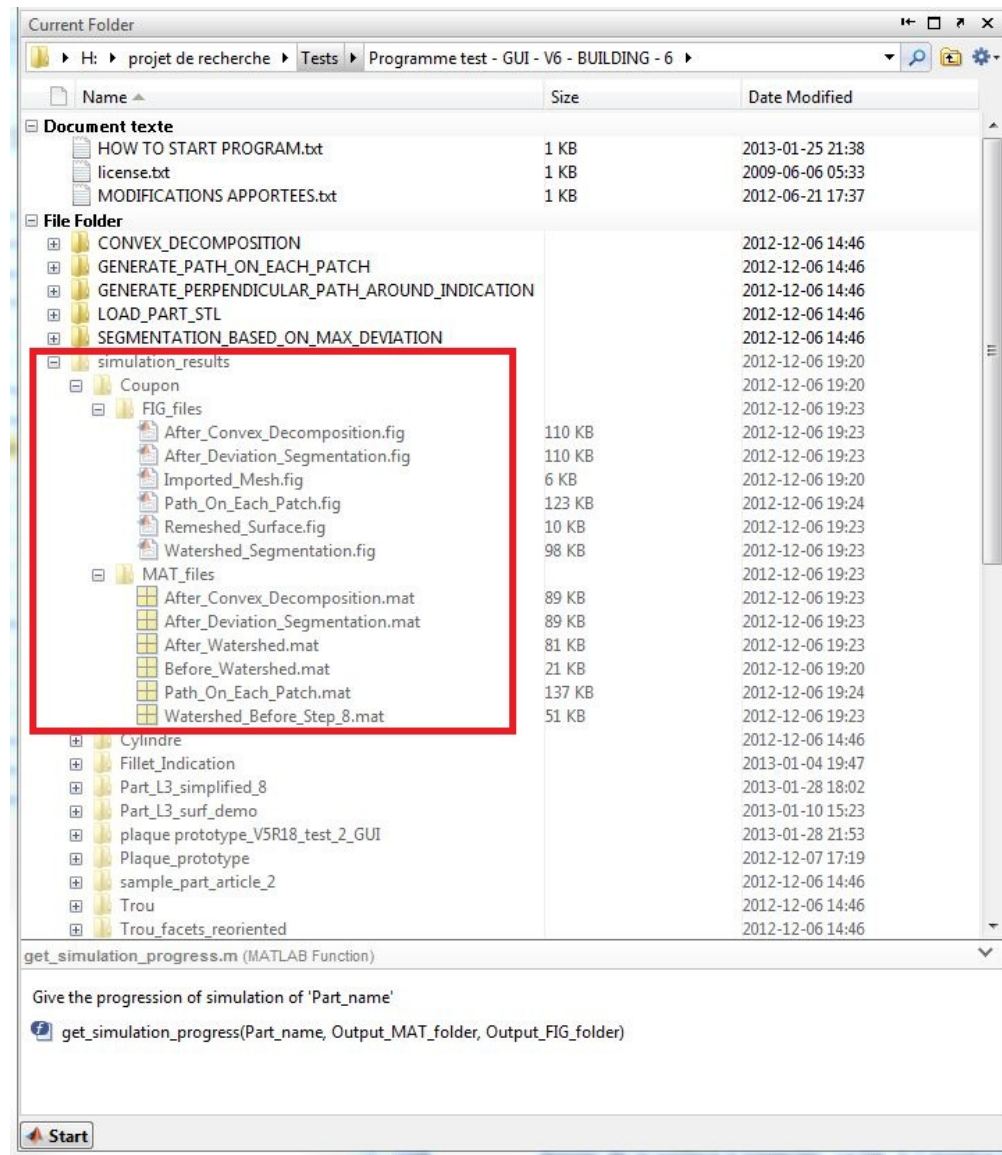 Current Folder
H: projet de recherche Tests Programme test - GUI - V6 - BUILDING - 6
Name Size Date Modified
Document texte
HOW TO START PROGRAM.txt 1 KB 2013-01-25 21:38
license.txt 1 KB 2009-06-06 05:33
MODIFICATIONS APPORTEES.txt 1 KB 2012-06-21 17:37
File Folder
CONVEX_DECOMPOSITION 2012-12-06 14:46
GENERATE_PATH_ON_EACH_PATCH 2012-12-06 14:46
GENERATE_PERPENDICULAR_PATH_AROUND_INDICATION 2012-12-06 14:46
LOAD_PART_STL 2012-12-06 14:46
SEGMENTATION_BASED_ON_MAX_DEVIATION 2012-12-06 14:46
simulation_results 2012-12-06 19:20
Coupon 2012-12-06 19:20
FIG_files 2012-12-06 19:23
After_Convex_Decomposition.fig 110 KB 2012-12-06 19:23
After_Deviation_Segmentation.fig 110 KB 2012-12-06 19:23
Imported_Mesh.fig 6 KB 2012-12-06 19:20
Path_On_Each_Patch.fig 123 KB 2012-12-06 19:24
Remeshed_Surface.fig 10 KB 2012-12-06 19:23
Watershed_Segmentation.fig 98 KB 2012-12-06 19:23
MAT_files 2012-12-06 19:23
After_Convex_Decomposition.mat 89 KB 2012-12-06 19:23
After_Deviation_Segmentation.mat 89 KB 2012-12-06 19:23
After_Watershed.mat 81 KB 2012-12-06 19:23
Before_Watershed.mat 21 KB 2012-12-06 19:20
Path_On_Each_Patch.mat 137 KB 2012-12-06 19:24
Watershed_Before_Step_8.mat 51 KB 2012-12-06 19:23
Cylindre 2012-12-06 14:46
Fillet_Indication 2013-01-04 19:47
Part_L3_simplified_8 2013-01-28 18:02
Part_L3_surf_demo 2013-01-10 15:23
plaque prototype_V5R18_test_2_GUI 2013-01-28 21:53
Plaque_prototype 2012-12-07 17:19
sample_part_article_2 2012-12-06 14:46
Trou 2012-12-06 14:46
Trou_facets_reoriented 2012-12-06 14:46
get_simulation_progress.m (MATLAB Function)
Give the progression of simulation of 'Part_name'
get_simulation_progress(Part_name, Output_MAT_folder, Output_FIG_folder)
Start